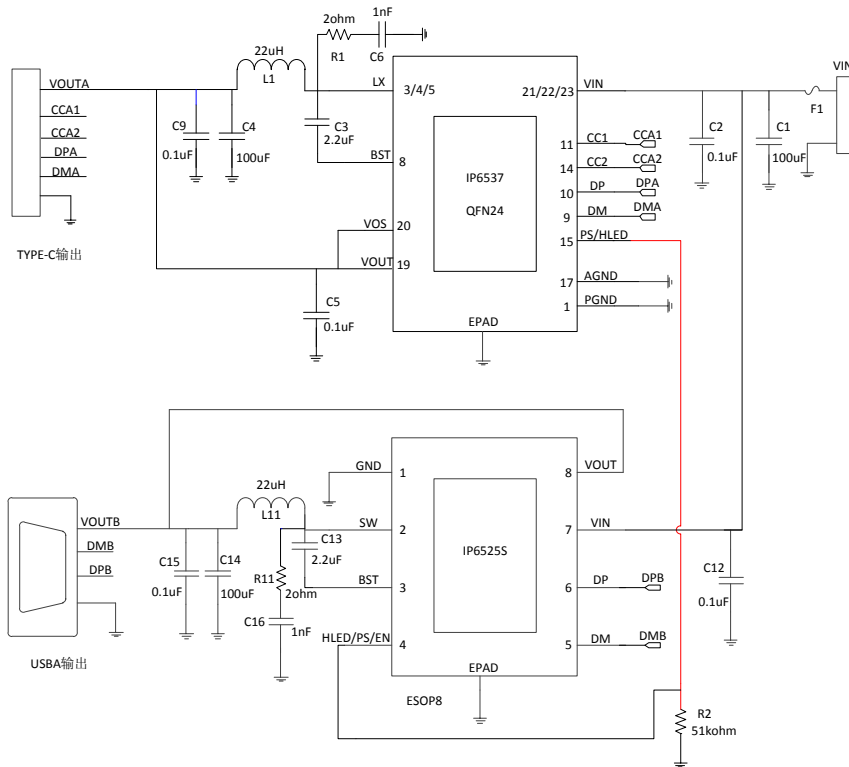 1nF
2ohm
R1
C6
VIN
22uH
L1
VOUTA
LX
3/4/5
21/22/23
VIN
F1
CCA1
C9
C4
C3
2.2uF
C2
C1
CCA2
0.1uF
100uF
0.1uF
100uF
DPA
DMA
BST
8
IP6537
QFN24
11
CC1
CCA1
14
CC2
CCA2
10
DP
DPA
9
DM
DMA
15
PS/HLED
TYPE-C输出
VOS
20
VOUT
19
17
AGND
1
PGND
C5
0.1uF
EPAD
GND
1
8
VOUT
22uH
L11
VOUTB
SW
2
7
VIN
DMB
DPB
C15
0.1uF
C14
100uF
C13
2.2uF
IP6525S
R11
2ohm
BST
3
6
DP
DPB
C12
0.1uF
C16
1nF
HLED/PS/EN
4
5
DM
DMB
USBA输出
EPAD
ESOP8
R2
51kohm